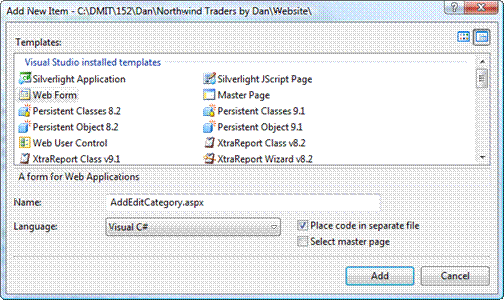 Add New Item - C:\DMIT\152\Dan\Northwind Traders by Dan\Website\
Templates:
Visual Studio installed templates
Silverlight Application Silverlight JScript Page
Web Form Master Page
Persistent Classes 8.2 Persistent Classes 9.1
Persistent Object 8.2 Persistent Object 9.1
Web User Control XtraReport Class v8.2
XtraReport Class v9.1 XtraReport Wizard v8.2
A form for Web Applications
Name: AddEditCategory.aspx
Language: Visual C# Place code in separate file
Select master page
Add Cancel